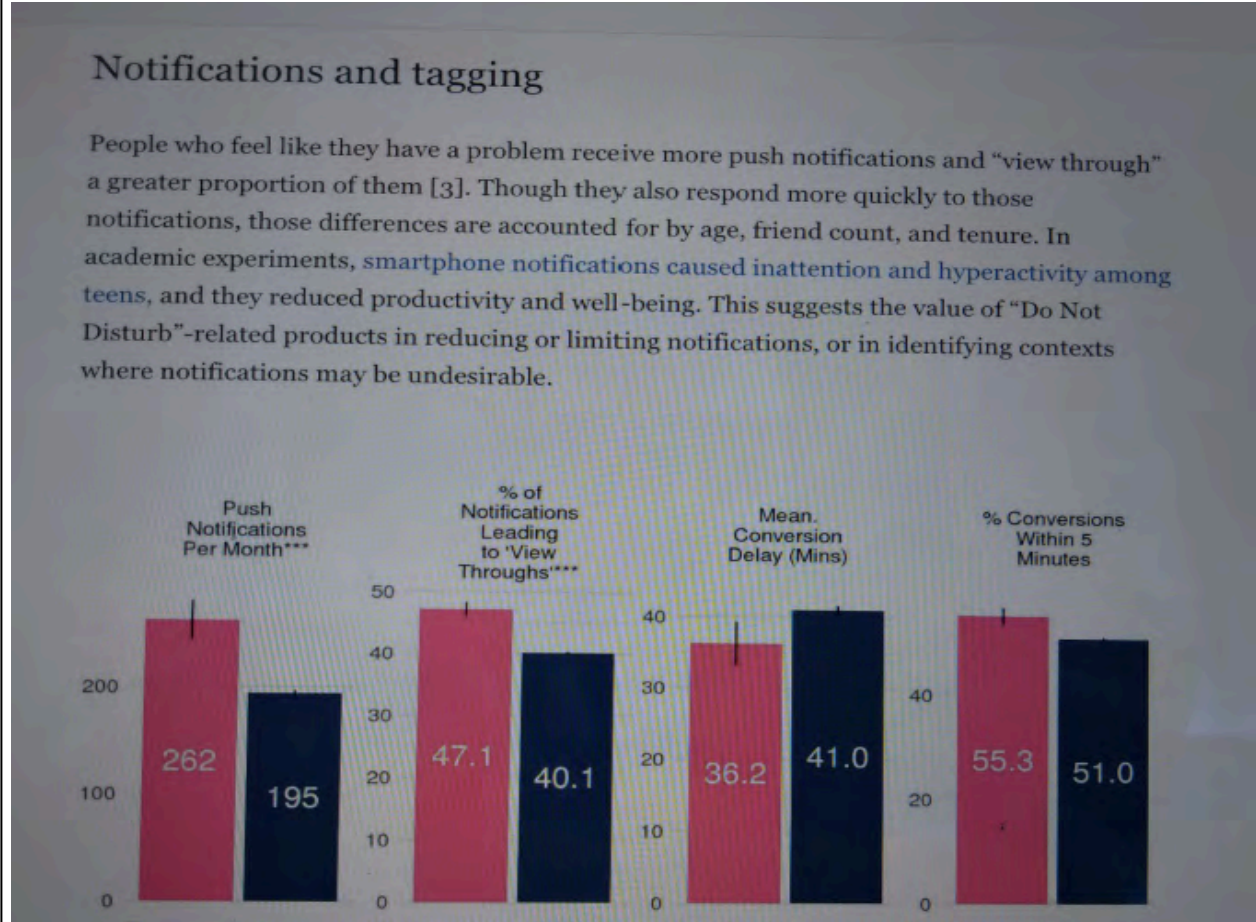 Notifications and tagging
People who feel like they have a problem receive more push notifications and “view through”
a greater proportion of them [3]. Though they also respond more quickly to those
notifications, those differences are accounted for by age, friend count, and tenure. In
academic experiments, smartphone notifications caused inattention and hyperactivity among
teens, and they reduced productivity and well-being. This suggests the value of “Do Not
Disturb”-related products in reducing or limiting notifications, or in identifying contexts
where notifications may be undesirable.
Push
Notifications
Per Month***
200
100
0
262
195
% of
Notifications
Leading
to 'View
Throughs'***
50
40
30
20
10
0
47.1
40.1
Mean.
Conversion
Delay (Mins)
40
30
20
10
0
36.2
41.0
% Conversions
Within 5
Minutes
40
20
0
55.3
51.0